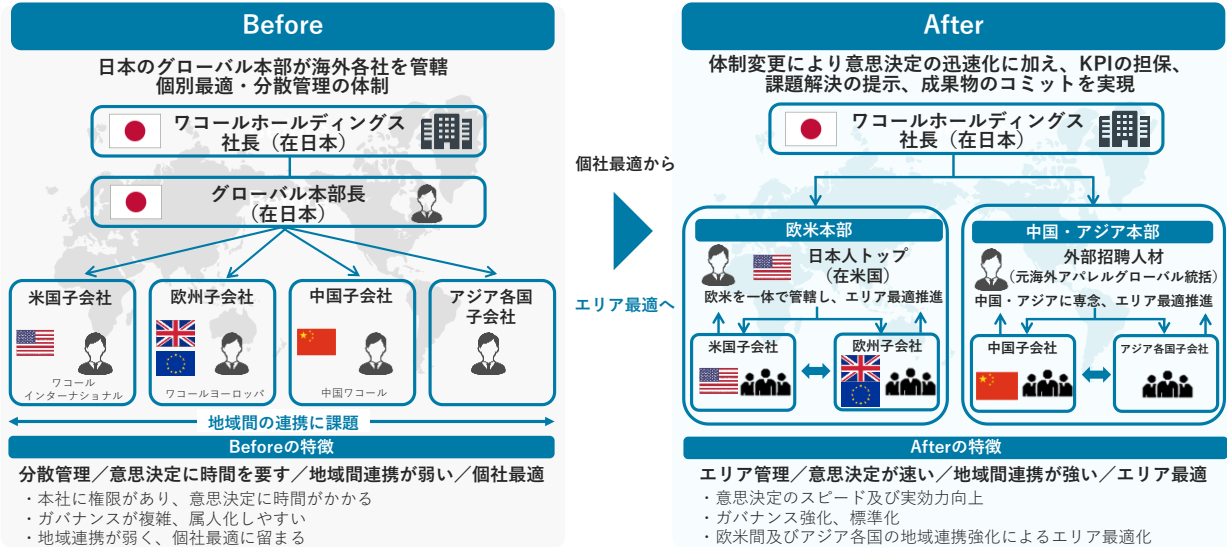 Before
日本のグローバル本部が海外各社を管轄
個別最適・分散管理の体制
ワコールホールディングス
社長（在日本）
グローバル本部長
（在日本）
米国子会社
ワコール
インターナショナル
欧州子会社
ワコールヨーロッパ
中国子会社
中国ワコール
アジア各国
子会社
地域間の連携に課題
Beforeの特徴
分散管理／意思決定に時間を要す／地域間連携が弱い／個社最適
・本社に権限があり、意思決定に時間がかかる
・ガバナンスが複雑、属人化しやすい
・地域連携が弱く、個社最適に留まる
個社最適から
エリア最適へ
After
体制変更により意思決定の迅速化に加え、KPIの担保、
課題解決の提示、成果物のコミットを実現
ワコールホールディングス
社長（在日本）
欧米本部
日本人トップ
（在米国）
欧米を一体で管轄し、エリア最適推進
米国子会社
欧州子会社
中国・アジア本部
外部招聘人材
（元海外アパレルグローバル統括）
中国・アジアに専念、エリア最適推進
中国子会社
アジア各国子会社
Afterの特徴
エリア管理／意思決定が速い／地域間連携が強い／エリア最適
・意思決定のスピード及び実効力向上
・ガバナンス強化、標準化
・欧米間及びアジア各国の地域連携強化によるエリア最適化